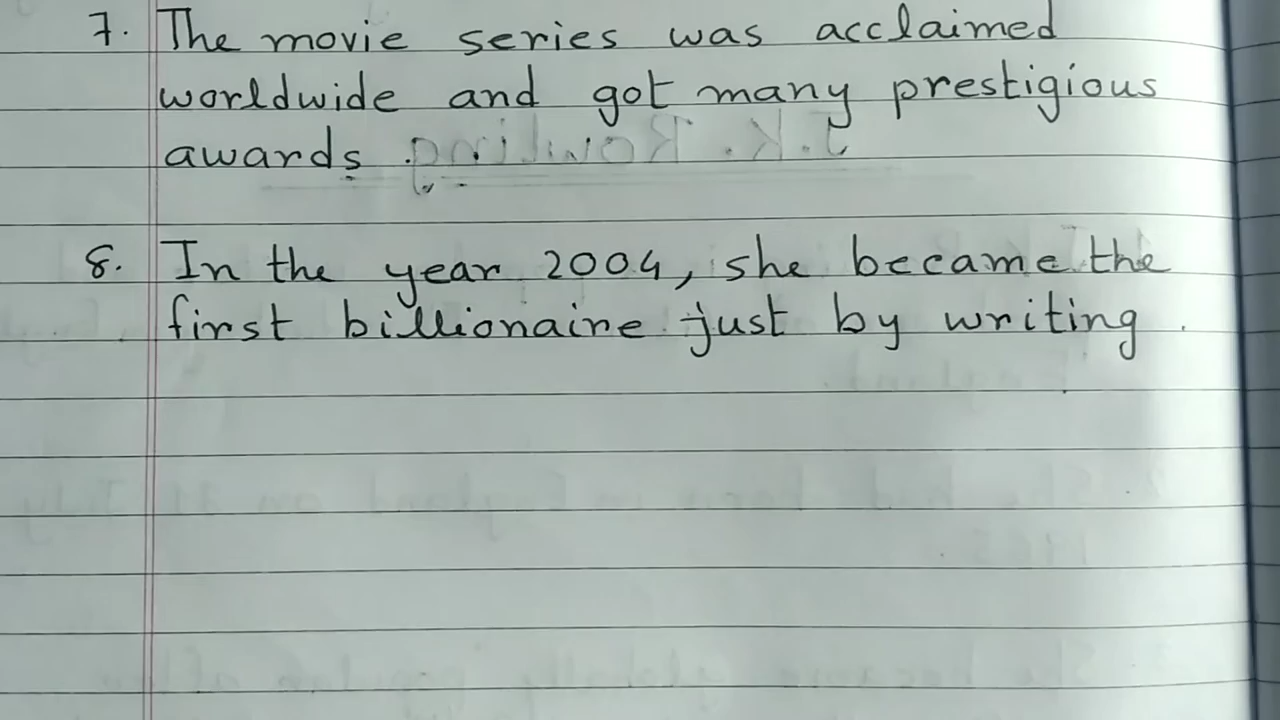 7. The movie series was acclaimed
worldwide and got many prestigious
awards.
J.K. Rowling
8. In the year 2004, she became the
first billionaire just by writing.